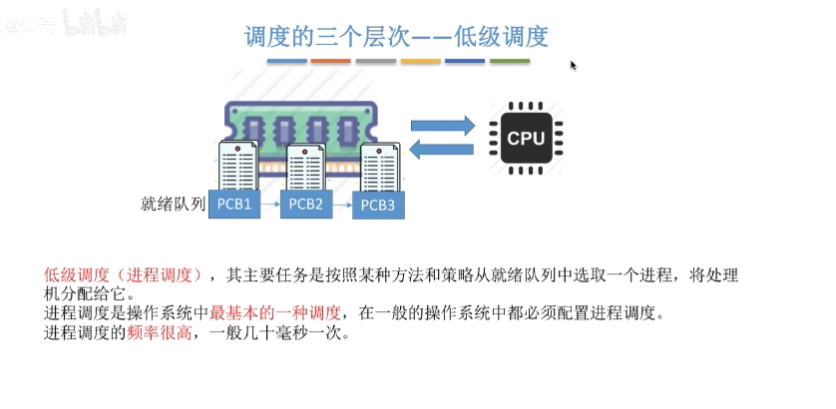 bilibili
调度的三个层次——低级调度
CPU
就绪队列 PCB1 PCB2 PCB3
低级调度（进程调度），其主要任务是按照某种方法和策略从就绪队列中选取一个进程，将处理
机分配给它。
进程调度是操作系统中最基本的一种调度，在一般的操作系统中都必须配置进程调度。
进程调度的频率很高，一般几十毫秒一次。